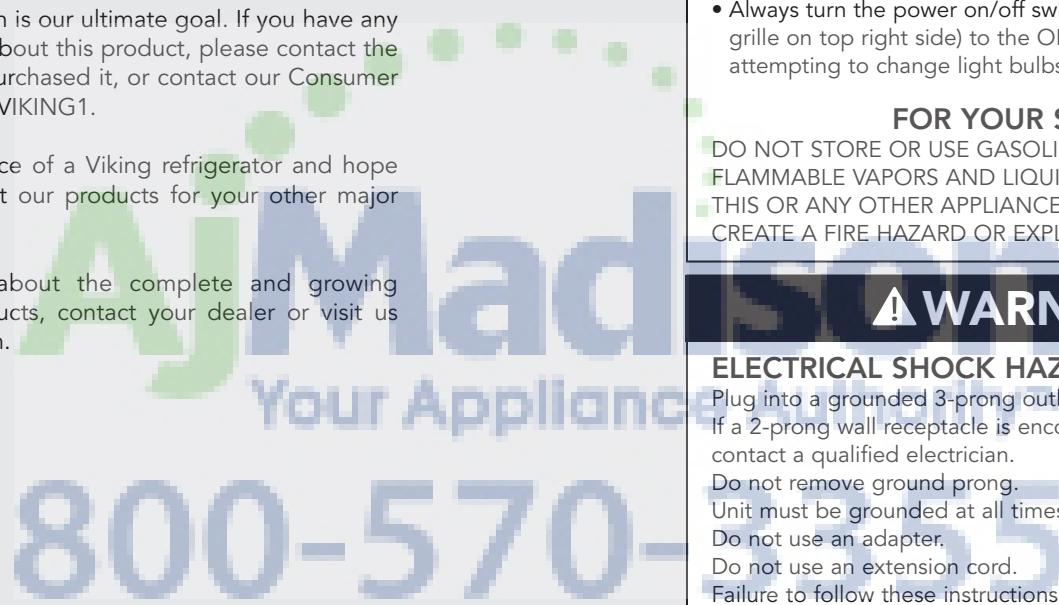 n is our ultimate goal. If you have any
bout this product, please contact the
urchased it, or contact our Consumer
VIKING1.
ce of a Viking refrigerator and hope
t our products for your other major
about the complete and growing
ucts, contact your dealer or visit us
n.
• Always turn the power on/off sw
grille on top right side) to the O
attempting to change light bulbs
FOR YOUR S
DO NOT STORE OR USE GASOLI
FLAMMABLE VAPORS AND LIQUI
THIS OR ANY OTHER APPLIANCE
CREATE A FIRE HAZARD OR EXPL
WARN
ELECTRICAL SHOCK HAZ
Plug into a grounded 3-prong outl
If a 2-prong wall receptacle is enco
contact a qualified electrician.
Do not remove ground prong.
Unit must be grounded at all times
Do not use an adapter.
Do not use an extension cord.
Failure to follow these instructions
AjMadison
Your Appliance Authority
800-570-3355